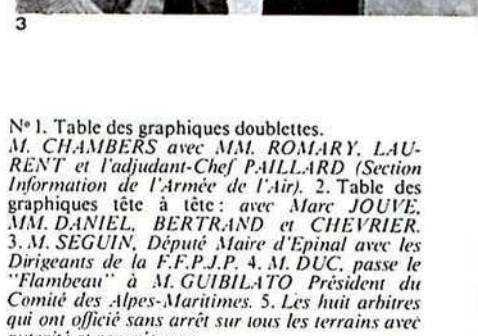 3
N° 1. Table des graphiques doublettes.
M. CHAMBERS avec MM. ROMARY, LAU-
RENT et l'adjudant-Chef PAILLARD (Section
Information de l'Armée de l'Air). 2. Table des
graphiques tête à tête : avec Marc JOUVE,
MM. DANIEL, BERTRAND et CHEVRIER.
3. M. SEGUIN, Député Maire d'Epinal avec les
Dirigeants de la F.F.P.J.P. 4. M. DUC, passe le
"Flambeau" à M. GUIBILATO Président du
Comité des Alpes-Maritimes. 5. Les huit arbitres
qui ont officié sans arrêt sur tous les terrains avec